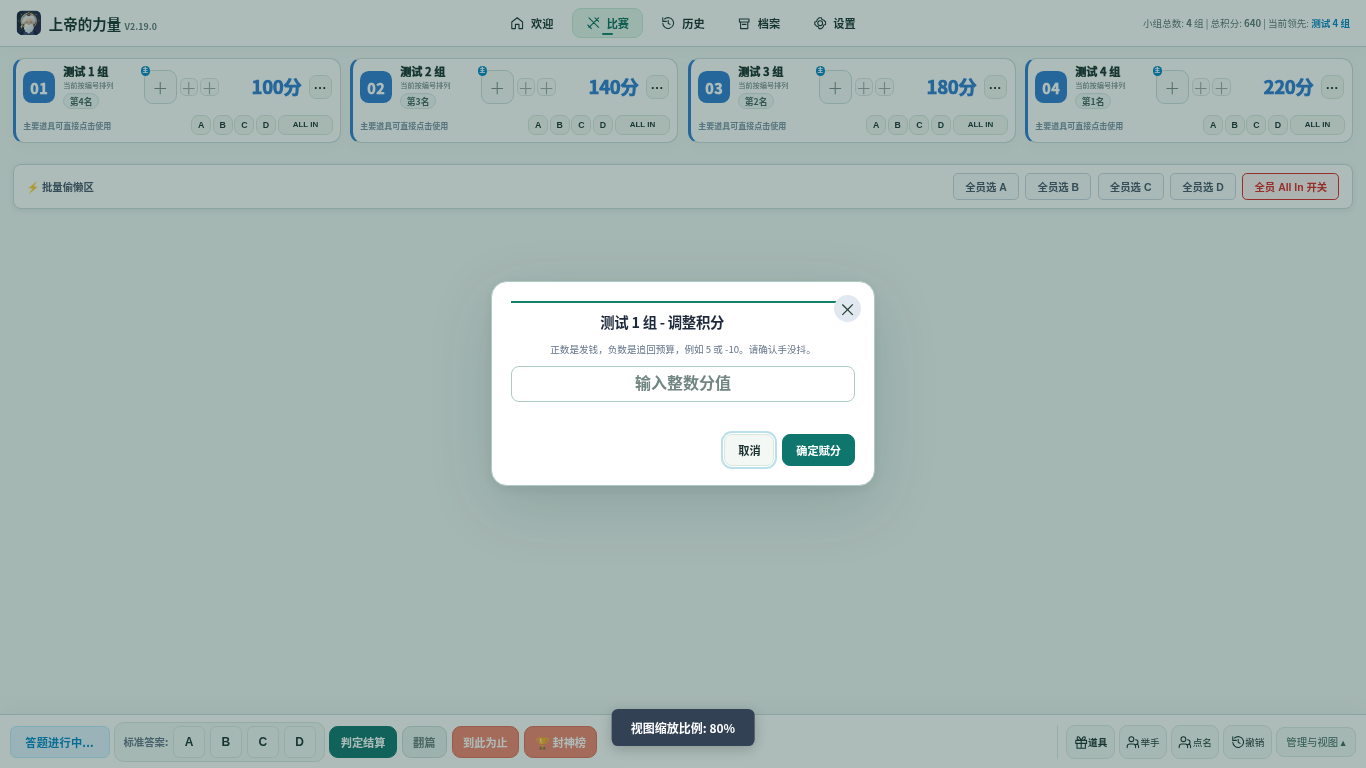 上帝的力量 V2.19.0
欢迎
比赛
历史
档案
设置
小组总数: 4 组 | 总积分: 640 | 当前领先: 测试 4 组
01
测试 1 组
当前按编号排列
第4名
主
100分
...
主要道具可直接点击使用
A B C D ALL IN
02
测试 2 组
当前按编号排列
第3名
主
140分
...
主要道具可直接点击使用
A B C D ALL IN
03
测试 3 组
当前按编号排列
第2名
主
180分
...
主要道具可直接点击使用
A B C D ALL IN
04
测试 4 组
当前按编号排列
第1名
主
220分
...
主要道具可直接点击使用
A B C D ALL IN
⚡ 批量偷懒区
全员选 A
全员选 B
全员选 C
全员选 D
全员 All In 开关
测试 1 组 - 调整积分
正数是发钱，负数是追回预算，例如 5 或 -10。请确认手没抖。
输入整数分值
取消
确定赋分
视图缩放比例: 80%
答题进行中...
标准答案: A B C D
判定结算
翻篇
到此为止
🏆 封神榜
道具
举手
点名
撤销
管理与视图 ▴